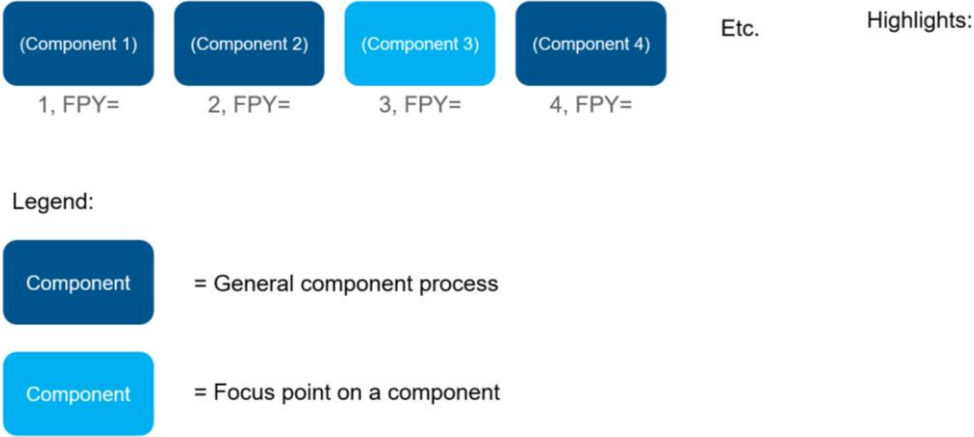 (Component 1) (Component 2) (Component 3) (Component 4) Etc. Highlights:
1, FPY= 2, FPY= 3, FPY= 4, FPY=
Legend:
Component = General component process
Component = Focus point on a component